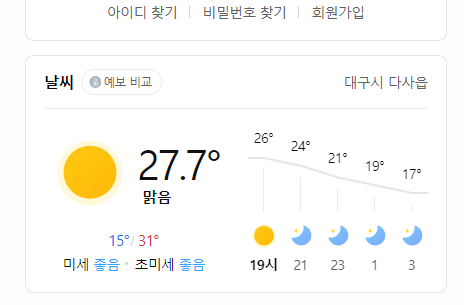 아이디 찾기 비밀번호 찾기 회원가입
날씨 예보 비교 대구시 다사읍
27.7°
맑음
15°/ 31°
미세 좋음 · 초미세 좋음
26° 24° 21° 19° 17°
19시 21 23 1 3